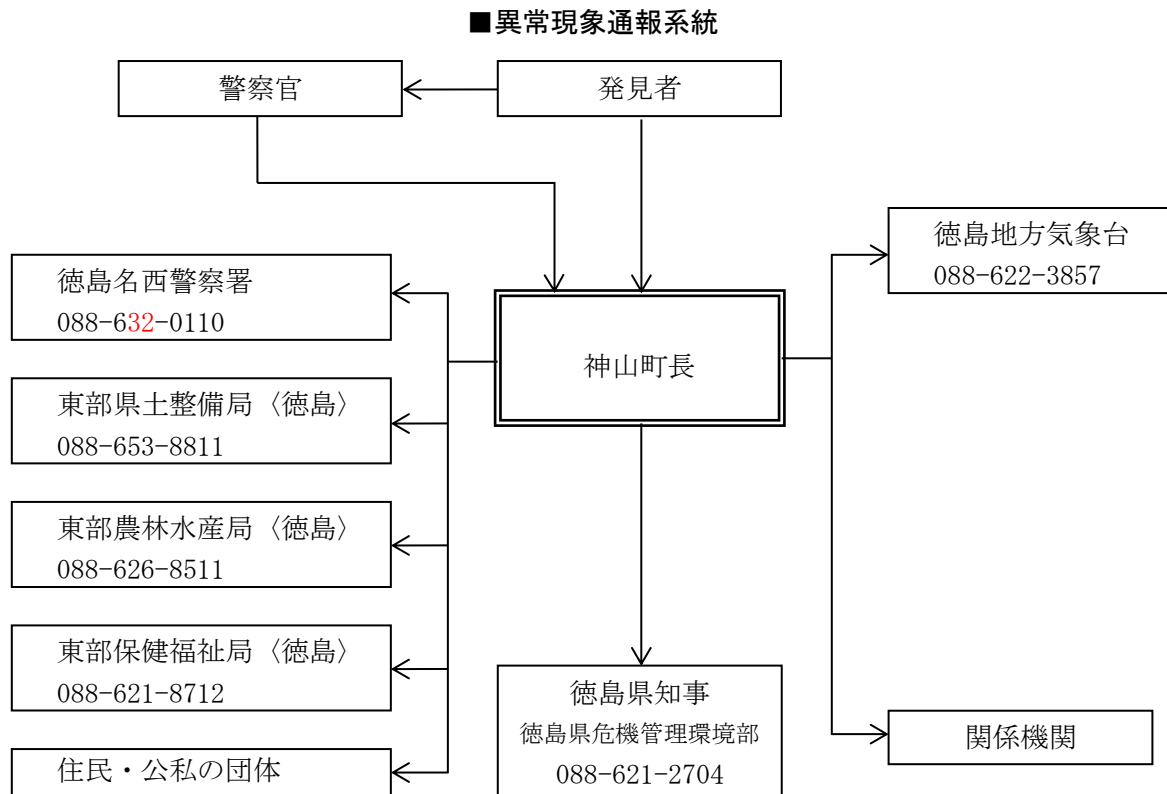 ■異常現象通報系統
警察官
発見者
徳島地方気象台
088-622-3857
徳島名西警察署
088-632-0110
神山町長
東部県土整備局〈徳島〉
088-653-8811
東部農林水産局〈徳島〉
088-626-8511
東部保健福祉局〈徳島〉
088-621-8712
徳島県知事
徳島県危機管理環境部
088-621-2704
関係機関
住民・公私の団体